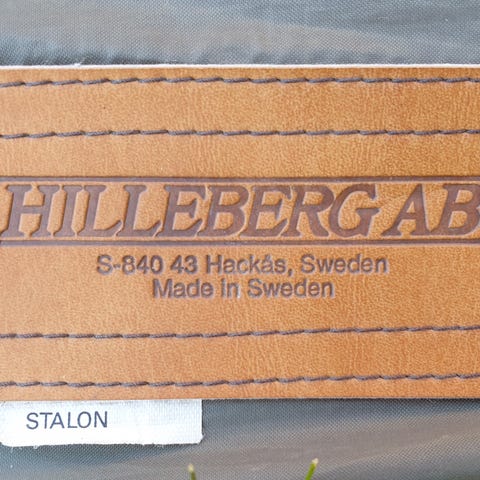 HILLEBERG AB
S-840 43 Hackås, Sweden
Made in Sweden
STALON